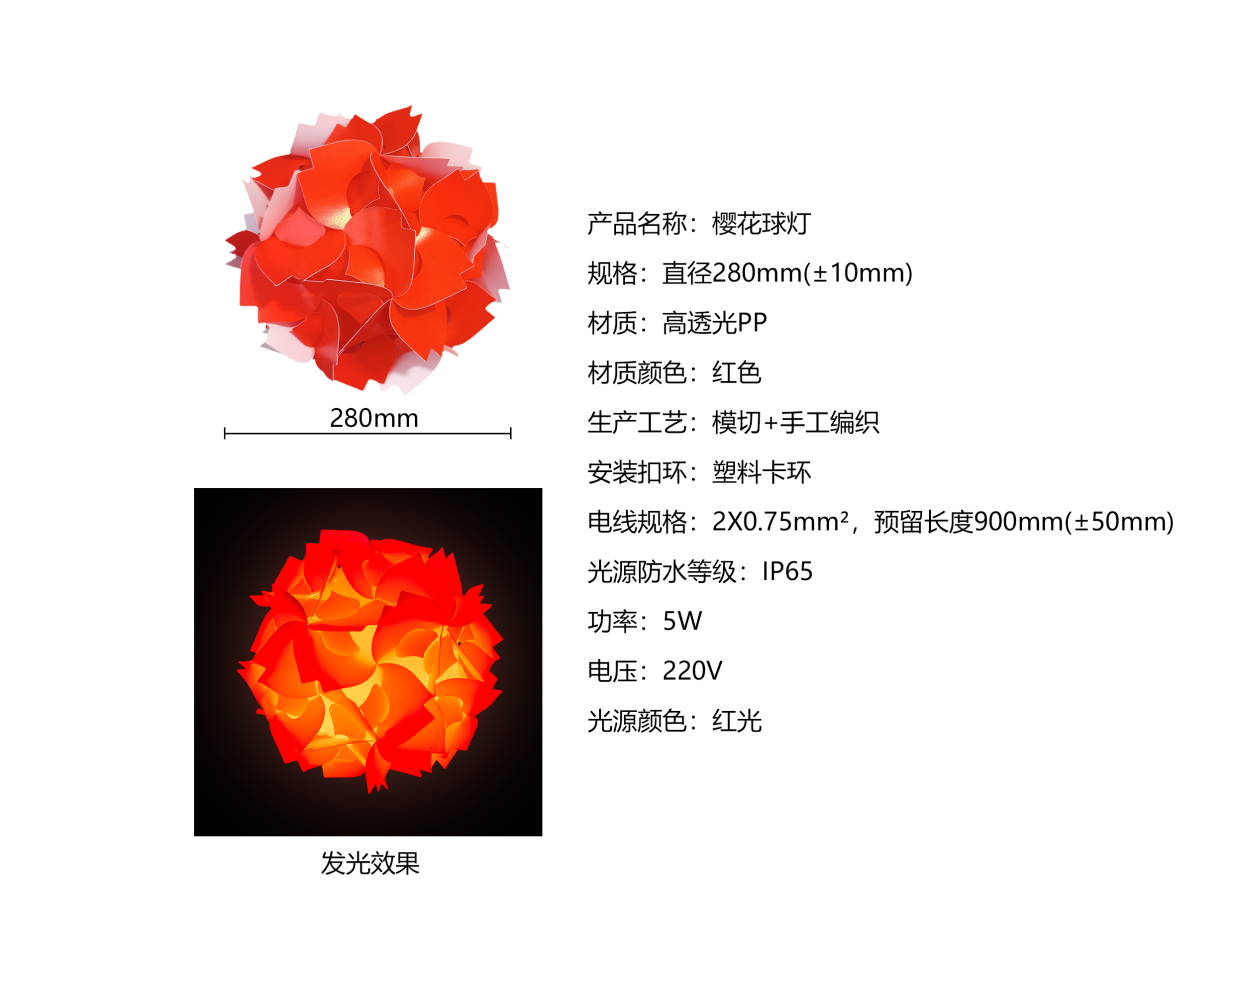 280mm
发光效果
产品名称：樱花球灯
规格：直径280mm(±10mm)
材质：高透光PP
材质颜色：红色
生产工艺：模切+手工编织
安装扣环：塑料卡环
电线规格：2X0.75mm²，预留长度900mm(±50mm)
光源防水等级：IP65
功率：5W
电压：220V
光源颜色：红光